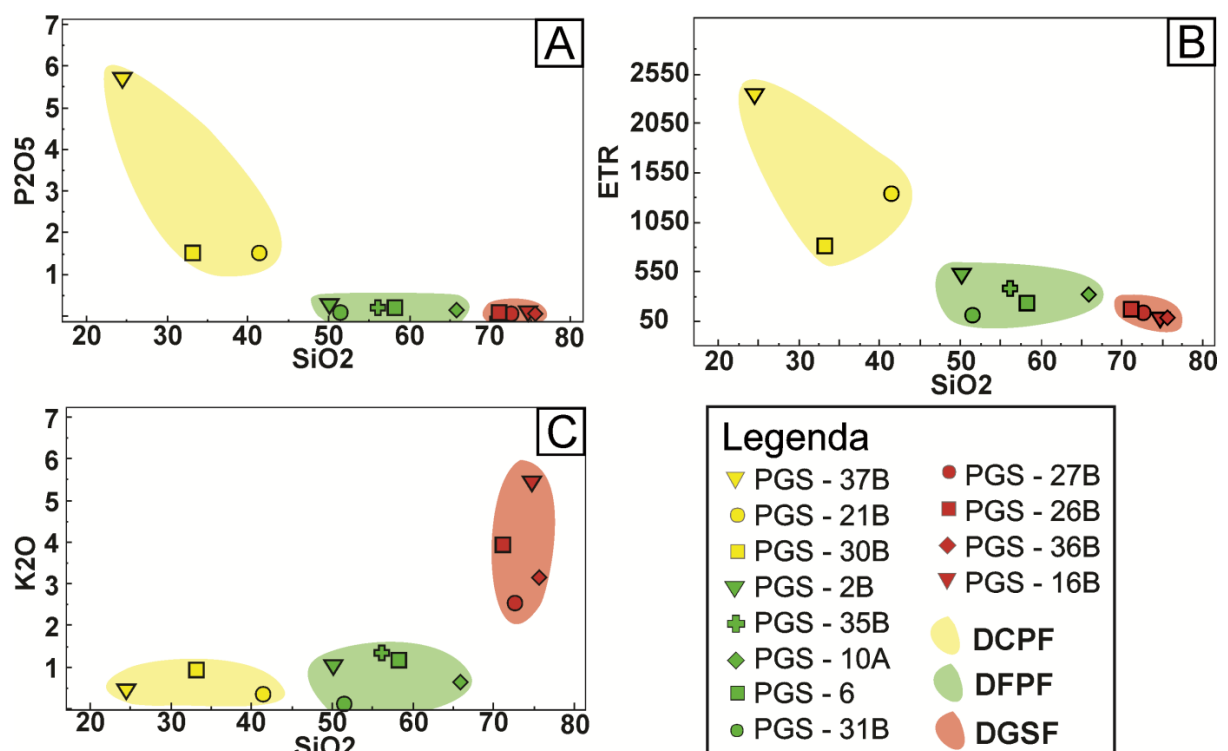 A
7
6
5
4
3
2
1
P2O5
20 30 40 50 60 70 80
SiO2
B
2550
2050
1550
1050
550
50
ETR
20 30 40 50 60 70 80
SiO2
C
7
6
5
4
3
2
1
0
K2O
20 30 40 50 60 70 80
SiO2
Legenda
PGS - 37B
PGS - 21B
PGS - 30B
PGS - 2B
PGS - 35B
PGS - 10A
PGS - 6
PGS - 31B
PGS - 27B
PGS - 26B
PGS - 36B
PGS - 16B
DCPF
DFPF
DGSF